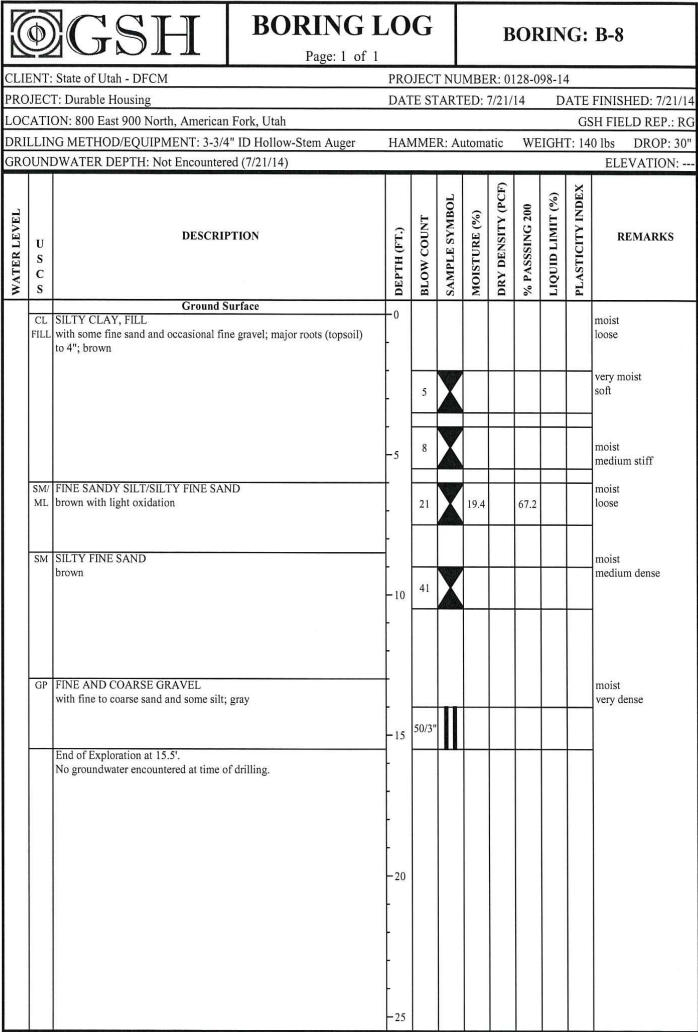 GSH
BORING LOG
Page: 1 of 1
BORING: B-8
CLIENT: State of Utah - DFCM PROJECT NUMBER: 0128-098-14
PROJECT: Durable Housing DATE STARTED: 7/21/14 DATE FINISHED: 7/21/14
LOCATION: 800 East 900 North, American Fork, Utah GSH FIELD REP.: RG
DRILLING METHOD/EQUIPMENT: 3-3/4" ID Hollow-Stem Auger HAMMER: Automatic WEIGHT: 140 lbs DROP: 30"
GROUNDWATER DEPTH: Not Encountered (7/21/14) ELEVATION: ---
WATER LEVEL
U
S
C
S
DESCRIPTION
DEPTH (FT.)
BLOW COUNT
SAMPLE SYMBOL
MOISTURE (%)
DRY DENSITY (PCF)
% PASSSING 200
LIQUID LIMIT (%)
PLASTICITY INDEX
REMARKS
Ground Surface
0
CL SILTY CLAY, FILL moist
FILL with some fine sand and occasional fine gravel; major roots (topsoil) loose
to 4"; brown
very moist
5 soft
8
5 moist
medium stiff
SM/ FINE SANDY SILT/SILTY FINE SAND moist
ML brown with light oxidation 21 19.4 67.2 loose
SM SILTY FINE SAND moist
brown medium dense
10 41
GP FINE AND COARSE GRAVEL moist
with fine to coarse sand and some silt; gray very dense
50/3"
15
End of Exploration at 15.5'.
No groundwater encountered at time of drilling.
20
25